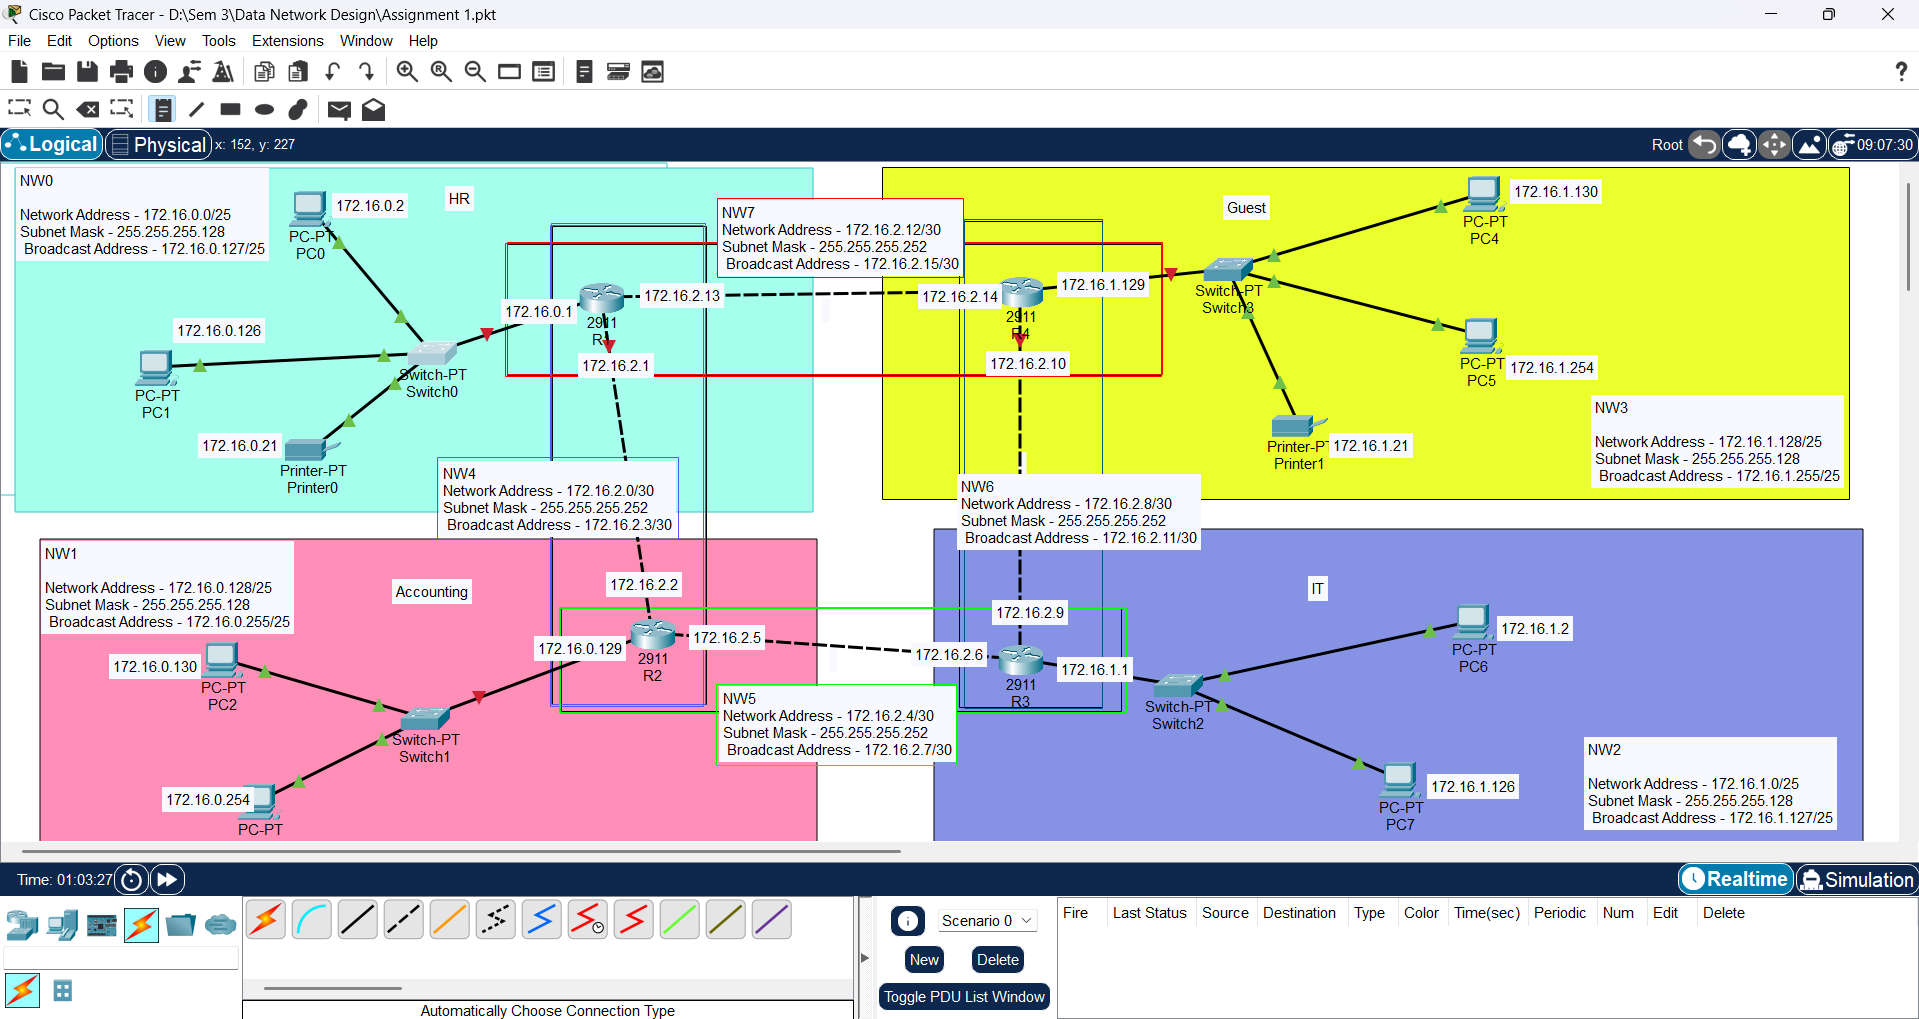 Cisco Packet Tracer - D:\Sem 3\Data Network Design\Assignment 1.pkt
File Edit Options View Tools Extensions Window Help
?
Logical Physical x: 152, y: 227
Root 09:07:30
NW0
Network Address - 172.16.0.0/25
Subnet Mask - 255.255.255.128
Broadcast Address - 172.16.0.127/25
172.16.0.2
HR
PC-PT
PC0
172.16.0.126
PC-PT
PC1
172.16.0.21
Printer-PT
Printer0
Switch-PT
Switch0
172.16.0.1
2911
172.16.2.13
172.16.2.1
NW7
Network Address - 172.16.2.12/30
Subnet Mask - 255.255.255.252
Broadcast Address - 172.16.2.15/30
172.16.2.14
2911
R4
172.16.1.129
172.16.2.10
Guest
172.16.1.130
PC-PT
PC4
Switch-PT
Switch3
PC-PT
PC5
172.16.1.254
Printer-PT
Printer1
172.16.1.21
NW3
Network Address - 172.16.1.128/25
Subnet Mask - 255.255.255.128
Broadcast Address - 172.16.1.255/25
NW4
Network Address - 172.16.2.0/30
Subnet Mask - 255.255.255.252
Broadcast Address - 172.16.2.3/30
NW6
Network Address - 172.16.2.8/30
Subnet Mask - 255.255.255.252
Broadcast Address - 172.16.2.11/30
NW1
Network Address - 172.16.0.128/25
Subnet Mask - 255.255.255.128
Broadcast Address - 172.16.0.255/25
Accounting
172.16.2.2
172.16.0.129
2911
R2
172.16.2.5
172.16.0.130
PC-PT
PC2
Switch-PT
Switch1
172.16.0.254
PC-PT
NW5
Network Address - 172.16.2.4/30
Subnet Mask - 255.255.255.252
Broadcast Address - 172.16.2.7/30
172.16.2.9
172.16.2.6
2911
R3
172.16.1.1
IT
Switch-PT
Switch2
172.16.1.2
PC-PT
PC6
172.16.1.126
PC-PT
PC7
NW2
Network Address - 172.16.1.0/25
Subnet Mask - 255.255.255.128
Broadcast Address - 172.16.1.127/25
Time: 01:03:27
Realtime Simulation
Automatically Choose Connection Type
Scenario 0
New Delete
Toggle PDU List Window
Fire Last Status Source Destination Type Color Time(sec) Periodic Num Edit Delete